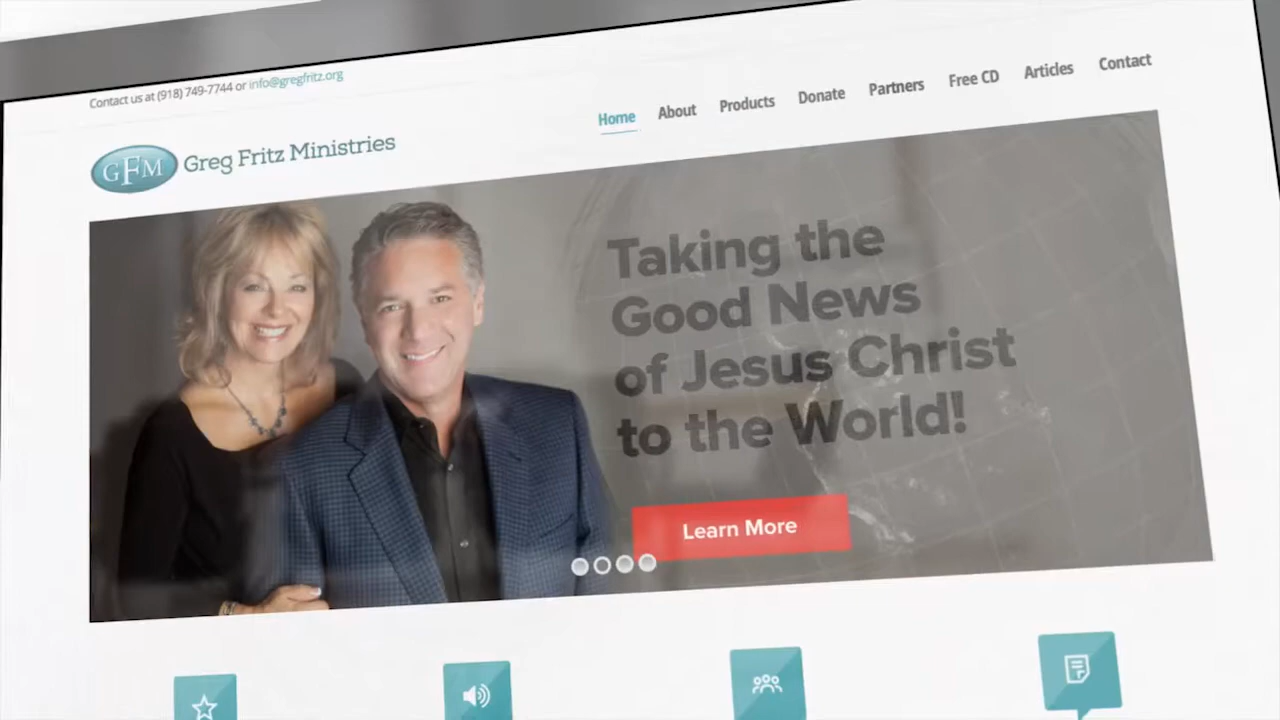 Contact us at (918) 749-7744 or info@gregfritz.org
Home About Products Donate Partners Free CD Articles Contact
GFM Greg Fritz Ministries
Taking the
Good News
of Jesus Christ
to the World!
Learn More